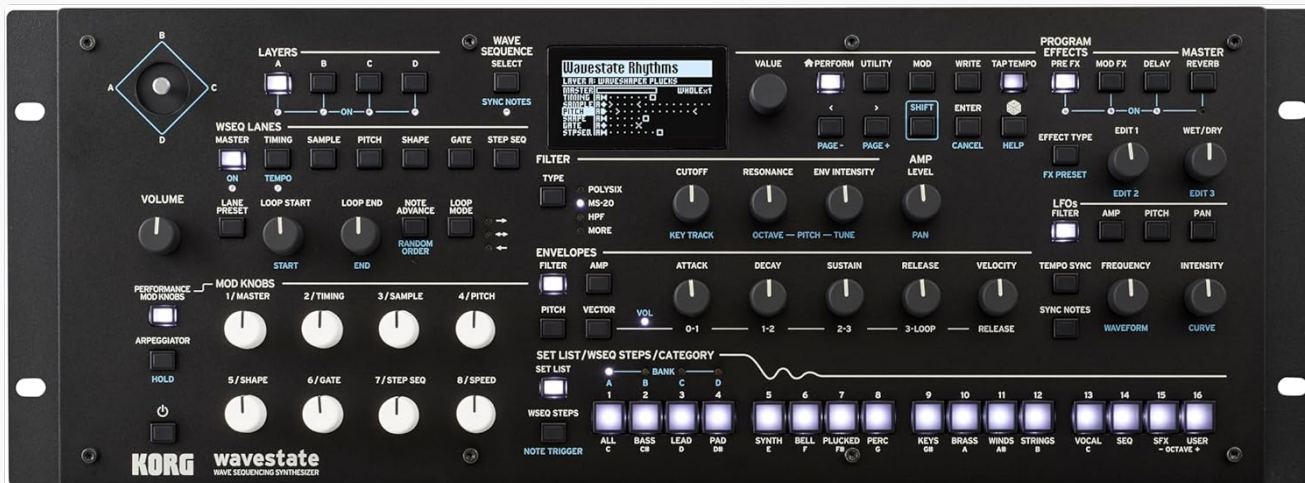 B
A
C
D
LAYERS
A B C D
ON
WAVE
SEQUENCE
SELECT
SYNC NOTES
WSEQ LANES
MASTER TIMING SAMPLE PITCH SHAPE GATE STEP SEQ
ON TEMPO
VOLUME
LANE
PRESET
LOOP START
START
LOOP END
END
NOTE
ADVANCE
RANDOM
ORDER
LOOP
MODE
Wavestate Rhythms
LAYER A: WAVESHAPER PLUCKS
MASTER WHOLEx1
TIMING
SAMPLE
PITCH
SHAPE
GATE
STPSEQ
VALUE
PERFORM UTILITY MOD WRITE TAP TEMPO
< > SHIFT ENTER
PAGE - PAGE + CANCEL HELP
PROGRAM
EFFECTS
MASTER
PRE FX MOD FX DELAY REVERB
ON
EFFECT TYPE
FX PRESET
EDIT 1
EDIT 2
WET/DRY
EDIT 3
FILTER
TYPE
POLYSIX
MS-20
HPF
MORE
CUTOFF RESONANCE ENV INTENSITY
KEY TRACK OCTAVE — PITCH — TUNE
AMP
LEVEL
PAN
LFOs
FILTER AMP PITCH PAN
TEMPO SYNC
SYNC NOTES
FREQUENCY
WAVEFORM
INTENSITY
CURVE
ENVELOPES
FILTER AMP
PITCH VECTOR
VOL
ATTACK DECAY SUSTAIN RELEASE VELOCITY
0-1 1-2 2-3 3-LOOP RELEASE
PERFORMANCE
MOD KNOBS
MOD KNOBS
1/MASTER 2/TIMING 3/SAMPLE 4/PITCH
ARPEGGIATOR
HOLD
5/SHAPE 6/GATE 7/STEP SEQ 8/SPEED
SET LIST/WSEQ STEPS/CATEGORY
SET LIST
A B C D
BANK
WSEQ STEPS
NOTE TRIGGER
1 2 3 4 5 6 7 8 9 10 11 12 13 14 15 16
ALL BASS LEAD PAD SYNTH BELL PLUCKED PERC KEYS BRASS WINDS STRINGS VOCAL SEQ SFX USER
C C# D D# E F F# G G# A A# B C - OCTAVE +
KORG wavestate
WAVE SEQUENCING SYNTHESIZER